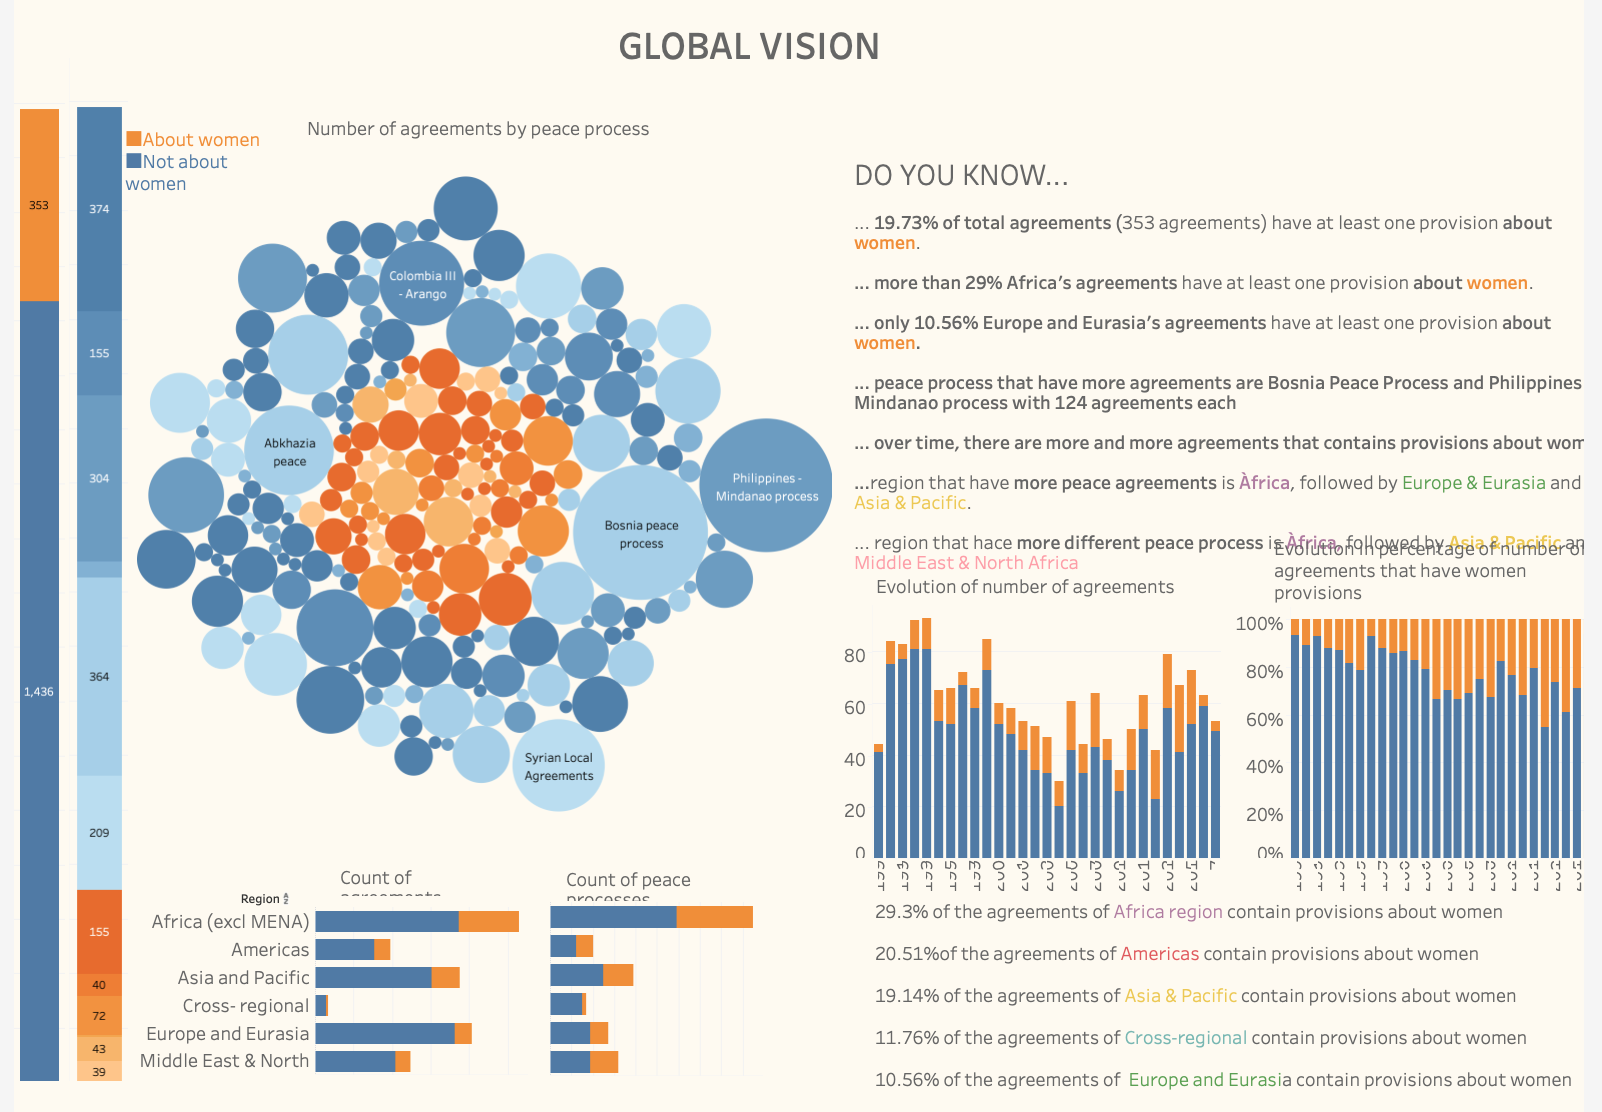 GLOBAL VISION
353
1,436
374
155
304
364
209
155
40
72
43
39
About women
Not about
women
Number of agreements by peace process
Colombia III
- Arango
Abkhazia
peace
Philippines -
Mindanao process
Bosnia peace
process
Syrian Local
Agreements
DO YOU KNOW...
... 19.73% of total agreements (353 agreements) have at least one provision about
women.
... more than 29% Africa's agreements have at least one provision about women.
... only 10.56% Europe and Eurasia's agreements have at least one provision about
women.
... peace process that have more agreements are Bosnia Peace Process and Philippines
Mindanao process with 124 agreements each
... over time, there are more and more agreements that contains provisions about wom
...region that have more peace agreements is Àfrica, followed by Europe & Eurasia and
Asia & Pacific.
... region that hace more different peace process is Àfrica, followed by Asia & Pacific an
Middle East & North Africa
Evolution of number of agreements
80
60
40
20
0
Evolution in percentage of number of
agreements that have women
provisions
100%
80%
60%
40%
20%
0%
Count of
agreements
Count of peace
processes
Region
Africa (excl MENA)
Americas
Asia and Pacific
Cross- regional
Europe and Eurasia
Middle East & North
29.3% of the agreements of Africa region contain provisions about women
20.51%of the agreements of Americas contain provisions about women
19.14% of the agreements of Asia & Pacific contain provisions about women
11.76% of the agreements of Cross-regional contain provisions about women
10.56% of the agreements of Europe and Eurasia contain provisions about women